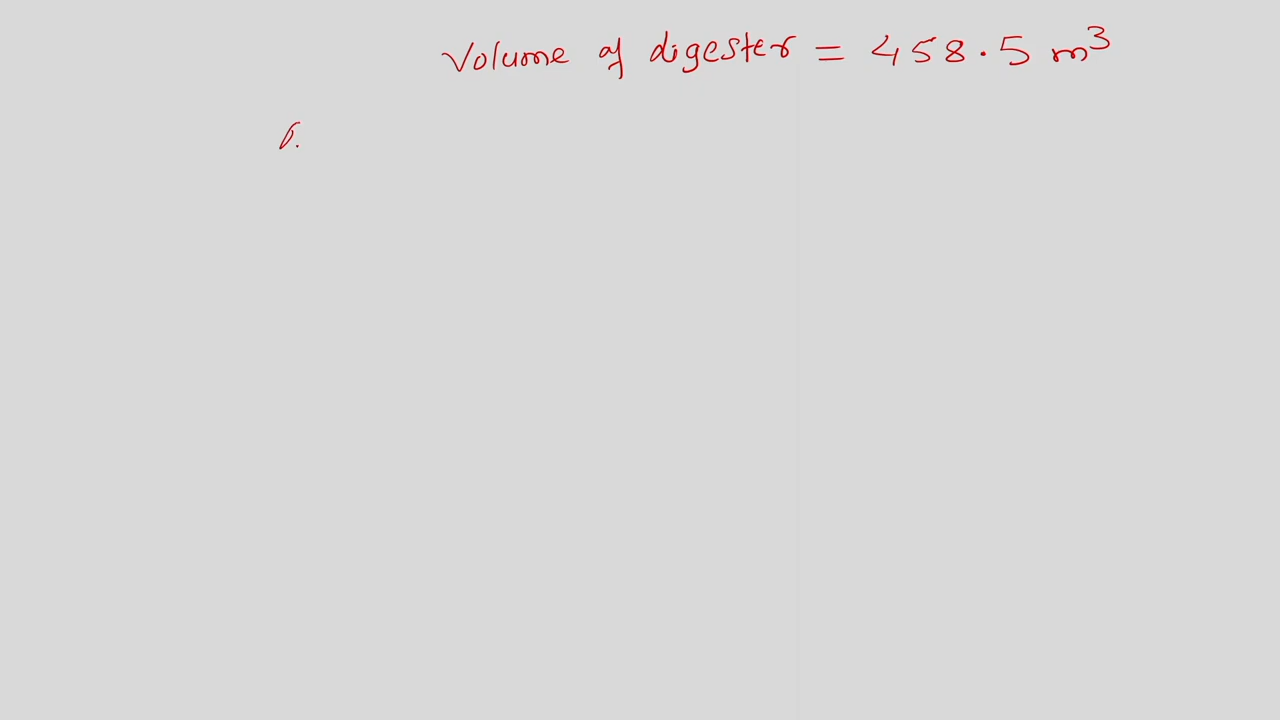 Volume of digester = 458.5 m³